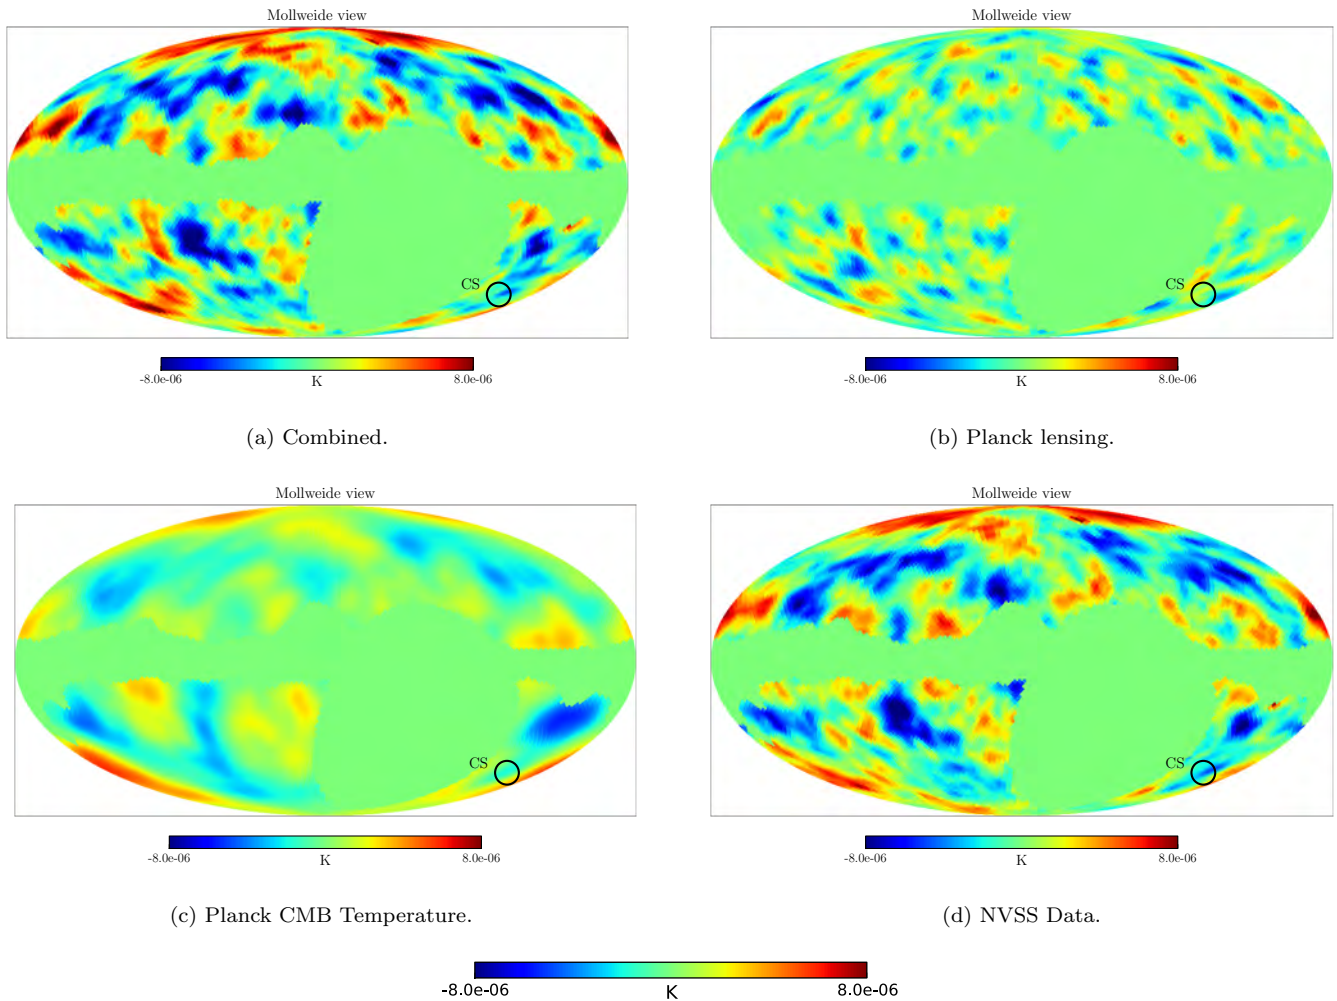 Mollweide view
CS
-8.0e-06 K 8.0e-06
(a) Combined.
Mollweide view
CS
-8.0e-06 K 8.0e-06
(b) Planck lensing.
Mollweide view
CS
-8.0e-06 K 8.0e-06
(c) Planck CMB Temperature.
Mollweide view
CS
-8.0e-06 K 8.0e-06
(d) NVSS Data.
-8.0e-06 K 8.0e-06